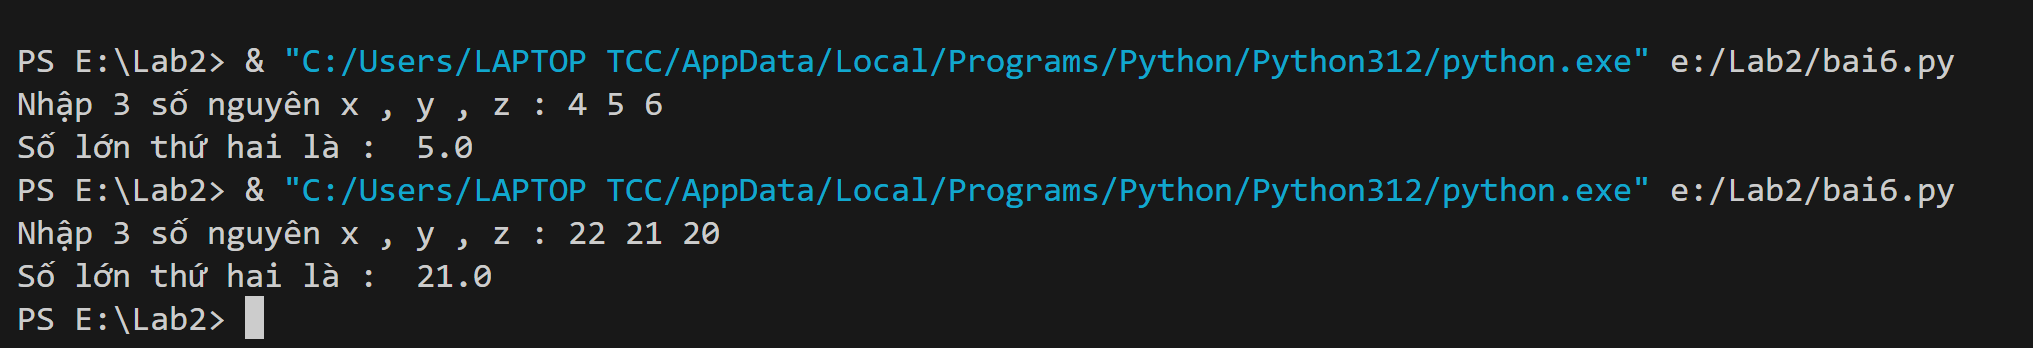 PS E:\Lab2> & "C:/Users/LAPTOP TCC/AppData/Local/Programs/Python/Python312/python.exe" e:/Lab2/bai6.py
Nhập 3 số nguyên x , y , z : 4 5 6
Số lớn thứ hai là :  5.0
PS E:\Lab2> & "C:/Users/LAPTOP TCC/AppData/Local/Programs/Python/Python312/python.exe" e:/Lab2/bai6.py
Nhập 3 số nguyên x , y , z : 22 21 20
Số lớn thứ hai là :  21.0
PS E:\Lab2>